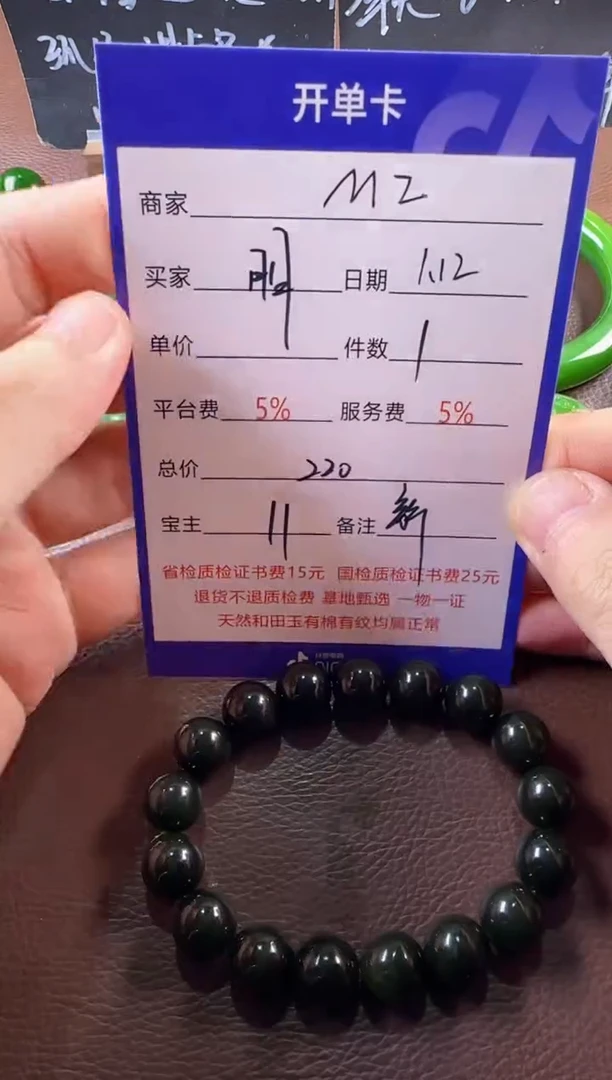 开单卡
商家 MZ
买家 日期 1.12
单价 件数 1
平台费 5% 服务费 5%
总价 220
宝主 11 备注 新
省检质检证书费15元 国检质检证书费25元
退货不退质检费 基地甄选 一物一证
天然和田玉有棉有纹均属正常